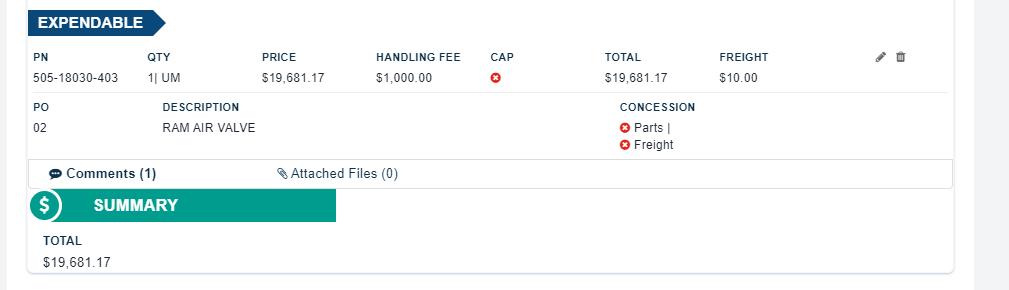 EXPENDABLE
PN QTY PRICE HANDLING FEE CAP TOTAL FREIGHT
505-18030-403 1| UM $19,681.17 $1,000.00 $19,681.17 $10.00
PO DESCRIPTION CONCESSION
02 RAM AIR VALVE Parts |
Freight
Comments (1) Attached Files (0)
$ SUMMARY
TOTAL
$19,681.17